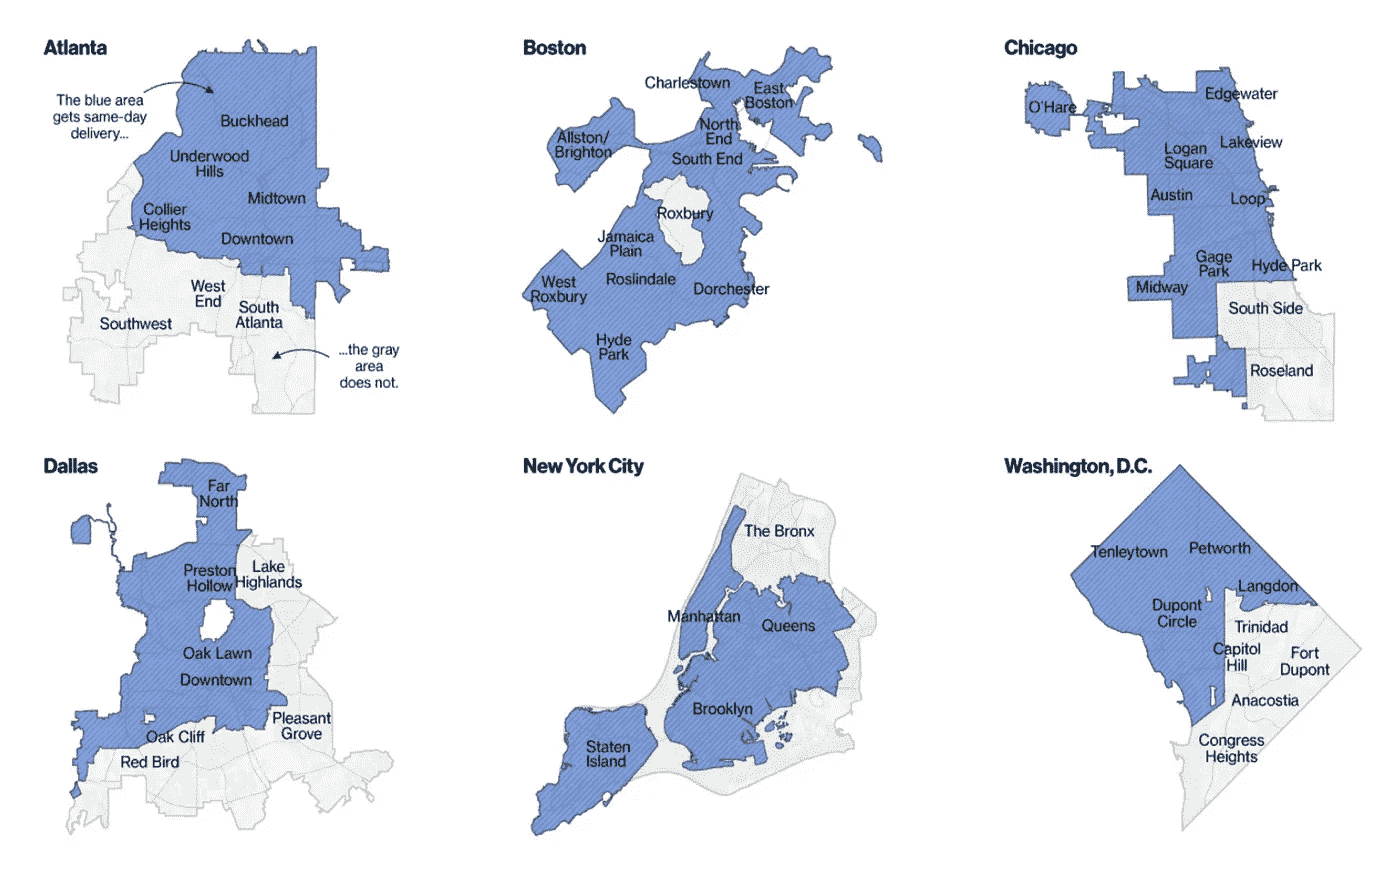 Atlanta
The blue area
gets same-day
delivery...
Buckhead
Underwood
Hills
Midtown
Collier
Heights
Downtown
West
End
South
Atlanta
Southwest
...the gray
area
does not.
Boston
Charlestown
East
Boston
North
End
Allston/
Brighton
South End
Roxbury
Jamaica
Plain
Roslindale
West
Roxbury
Dorchester
Hyde
Park
Chicago
O'Hare
Edgewater
Lakeview
Logan
Square
Austin
Loop
Gage
Park
Hyde Park
Midway
South Side
Roseland
Dallas
Far
North
Preston
Hollow
Lake
Highlands
Oak Lawn
Downtown
Pleasant
Grove
Oak Cliff
Red Bird
New York City
The Bronx
Manhattan
Queens
Brooklyn
Staten
Island
Washington, D.C.
Tenleytown
Petworth
Langdon
Dupont
Circle
Trinidad
Capitol
Hill
Fort
Dupont
Anacostia
Congress
Heights